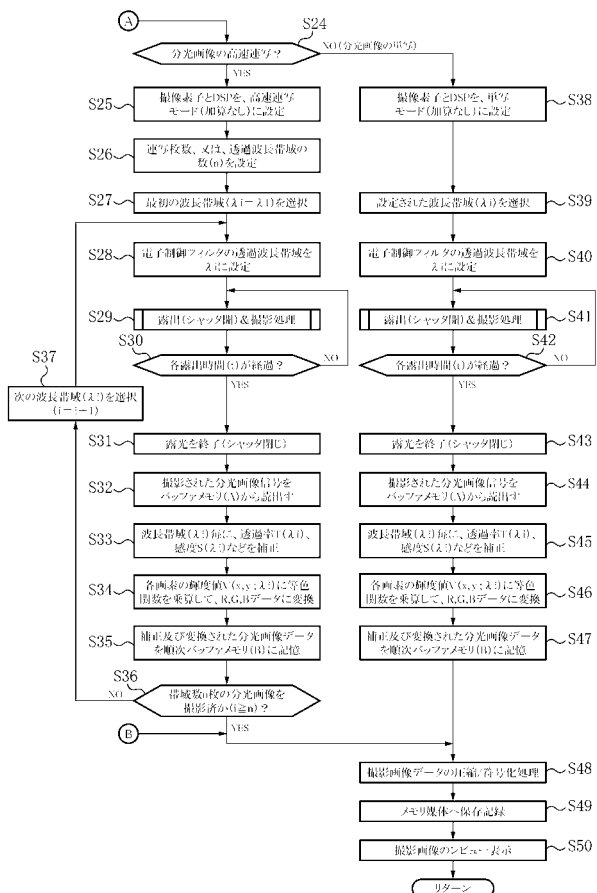 A
S24
分光画像の高速連写?
NO(分光画像の単写)
YES
S25
撮像素子とDSPを、高速連写
モード(加算なし)に設定
S26
連写枚数、又は、透過波長帯域の
数(n)を設定
S27
最初の波長帯域(λi=λ1)を選択
S28
電子制御フィルタの透過波長帯域を
λiに設定
S29
露出(シャッタ開)&撮影処理
S30
各露出時間(t)が経過?
NO
YES
S37
次の波長帯域(λi)を選択
S31
露光を終了(シャッタ閉じ)
S32
撮影された分光画像信号を
バッファメモリ(A)から読出す
S33
波長帯域(λi)毎に、透過率T(λi)、
感度S(λi)などを補正
S34
各画素の輝度値V(x,y;λi)に等色
関数を乗算して、R,G,Bデータに変換
S35
補正及び変換された分光画像データ
を順次バッファメモリ(B)に記憶
S36
帯域数n枚の分光画像を
撮影済か(i≧n)?
NO
YES
B
S38
撮像素子とDSPを、単写
モード(加算なし)に設定
S39
設定された波長帯域(λi)を選択
S40
電子制御フィルタの透過波長帯域を
λiに設定
S41
露出(シャッタ開)&撮影処理
S42
各露出時間(t)が経過?
NO
YES
S43
露光を終了(シャッタ閉じ)
S44
撮影された分光画像信号を
バッファメモリ(A)から読出す
S45
波長帯域(λi)毎に、透過率T(λi)、
感度S(λi)などを補正
S46
各画素の輝度値V(x,y;λi)に等色
関数を乗算して、R,G,Bデータに変換
S47
補正及び変換された分光画像データ
を順次バッファメモリ(B)に記憶
S48
撮影画像データの圧縮/符号化処理
S49
メモリ媒体へ保存記録
S50
撮影画像のレビュー表示
リターン